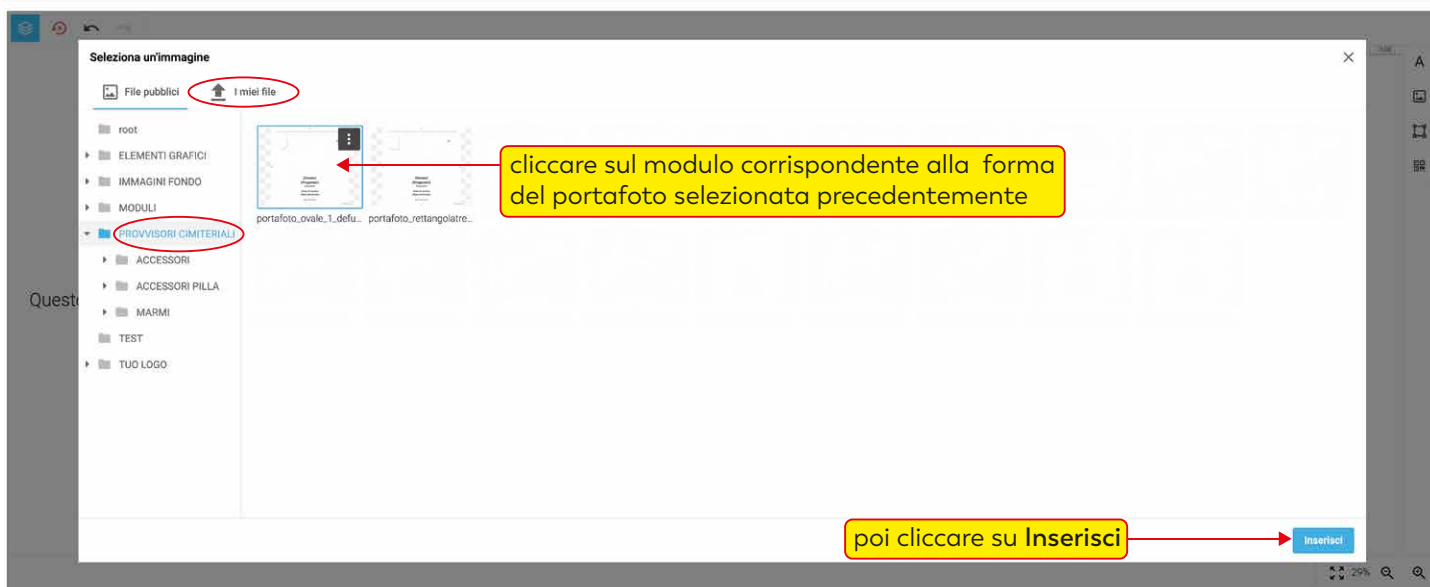 Seleziona un'immagine
File pubblici
I miei file
root
ELEMENTI GRAFICI
IMMAGINI FONDO
MODULI
PROVVISORI CIMITERIALI
ACCESSORI
ACCESSORI PILLA
MARMI
TEST
TUO LOGO
portafoto_ovale_1_defu...
portafoto_rettangolatre...
cliccare sul modulo corrispondente alla forma
del portafoto selezionata precedentemente
Quest
poi cliccare su Inserisci
Inserisci
A
29%